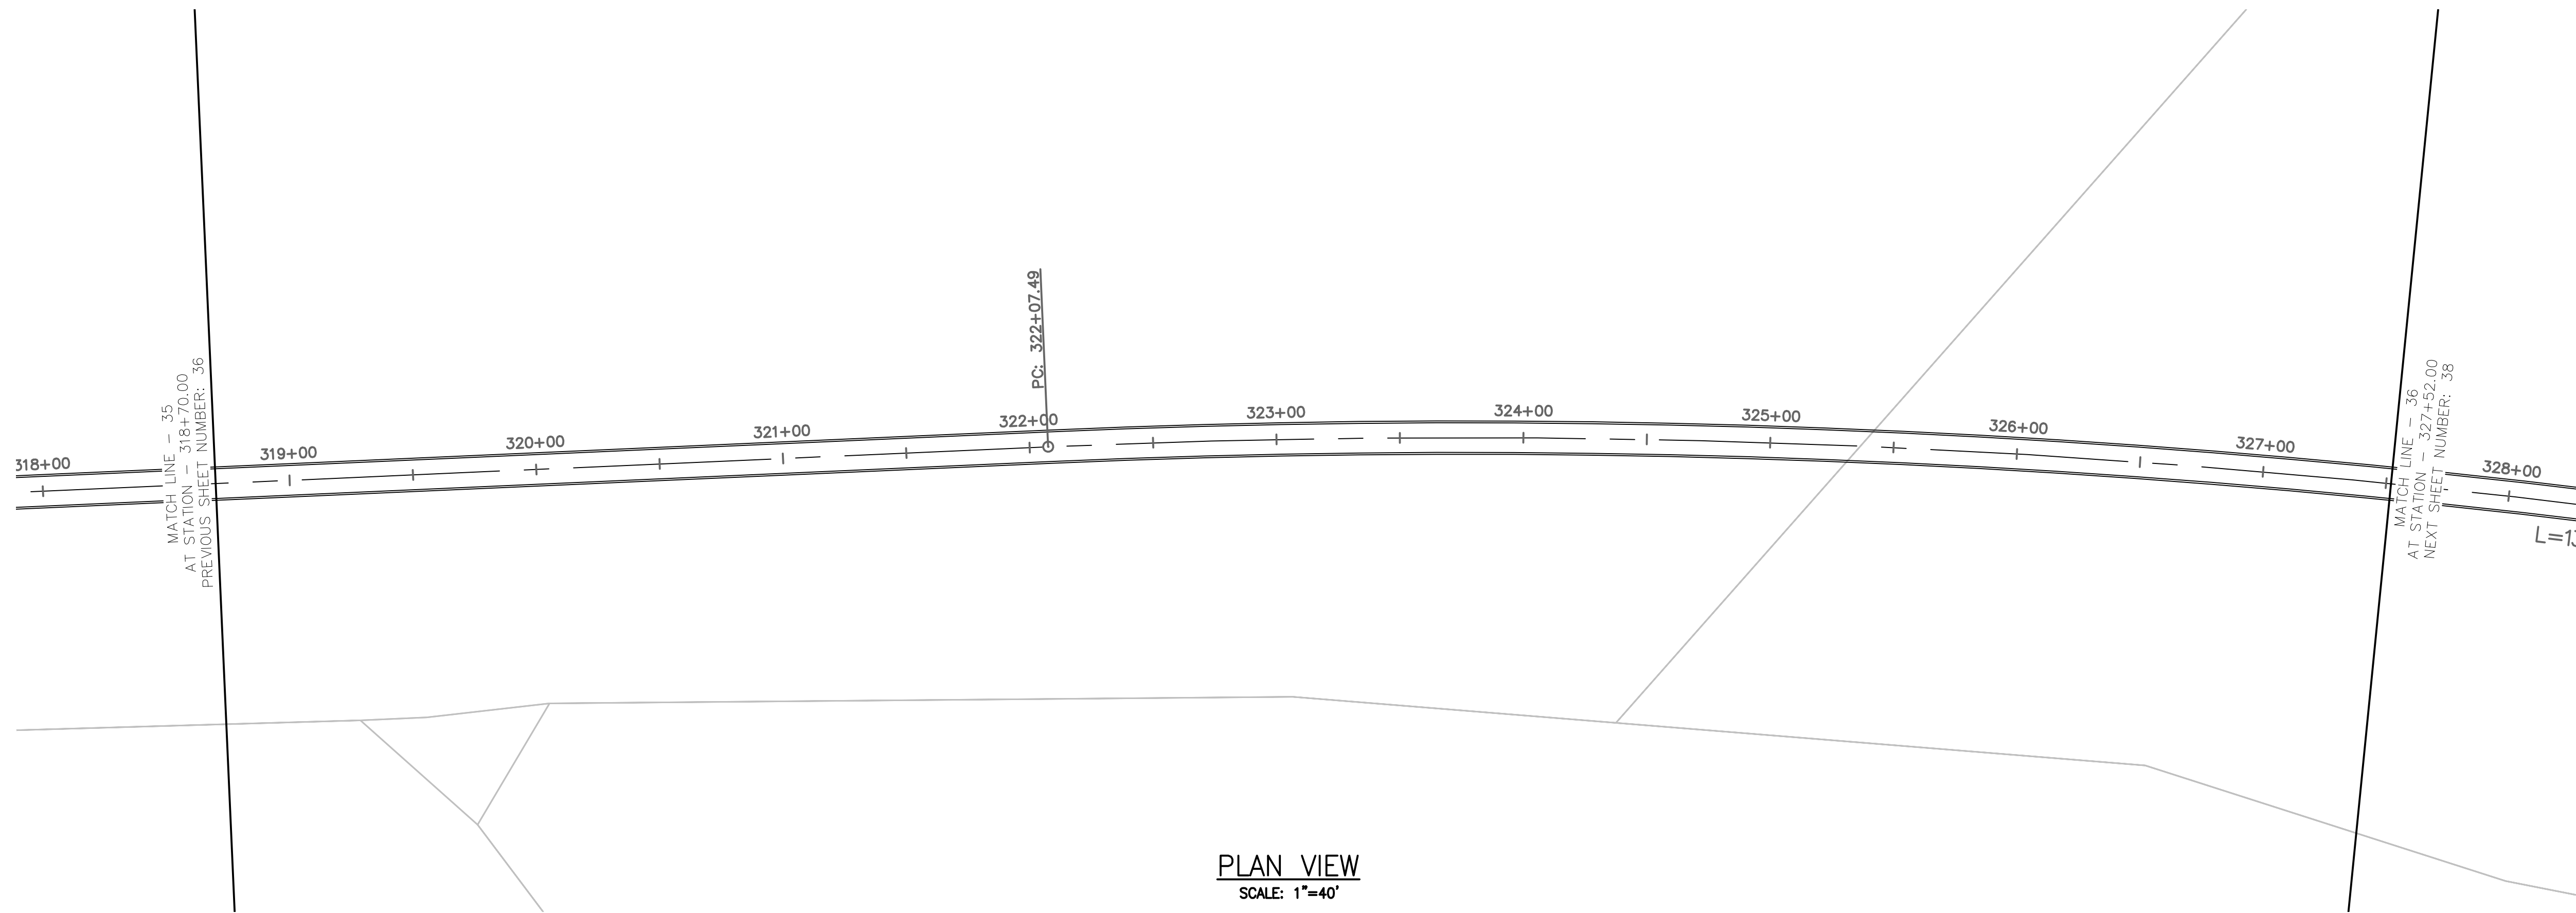 MATCH LINE - 35
AT STATION - 318+70.00
PREVIOUS SHEET NUMBER: 36
318+00
319+00
320+00
321+00
322+00
PC: 322+07.49
323+00
324+00
325+00
326+00
327+00
MATCH LINE - 36
AT STATION - 327+52.00
NEXT SHEET NUMBER: 38
328+00
PLAN VIEW
SCALE: 1"=40'